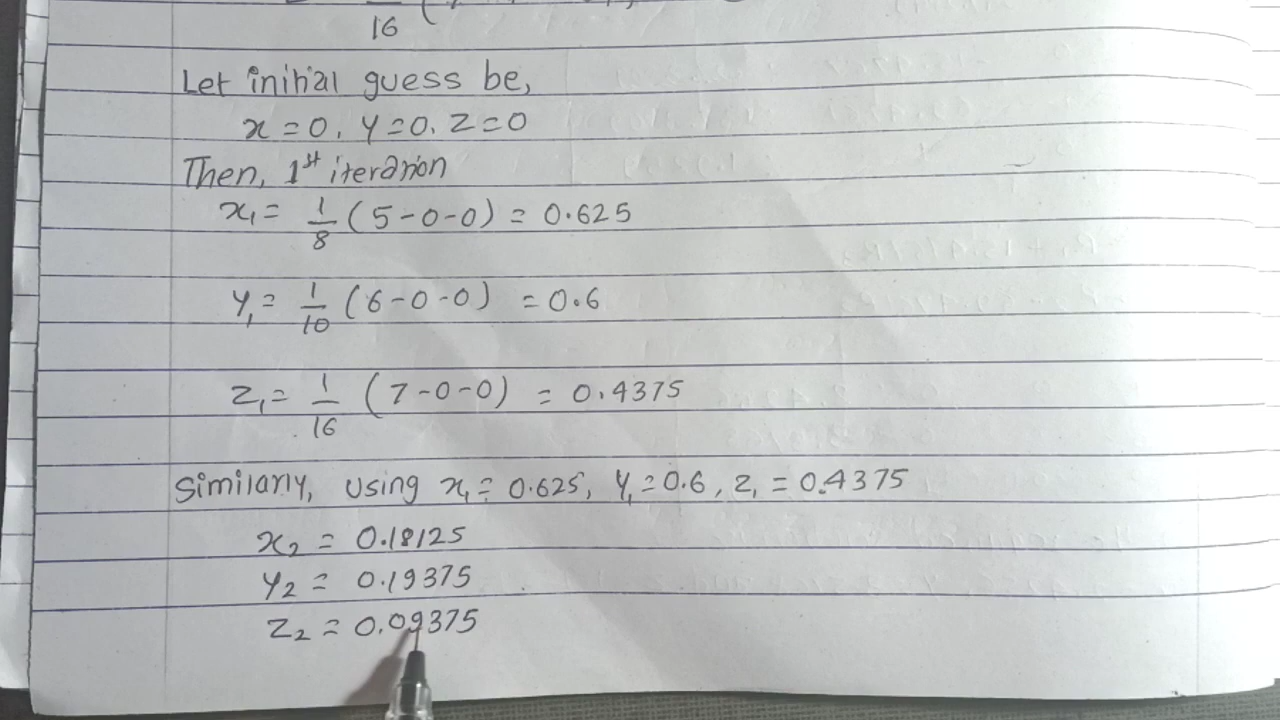 16
Let initial guess be,
x = 0, y = 0, z = 0
Then, 1st iteration
x₁ = 1/8 (5 - 0 - 0) = 0.625
y₁ = 1/10 (6 - 0 - 0) = 0.6
z₁ = 1/16 (7 - 0 - 0) = 0.4375
Similarly, using x₁ = 0.625, y₁ = 0.6, z₁ = 0.4375
x₂ = 0.18125
y₂ = 0.19375
z₂ = 0.09375